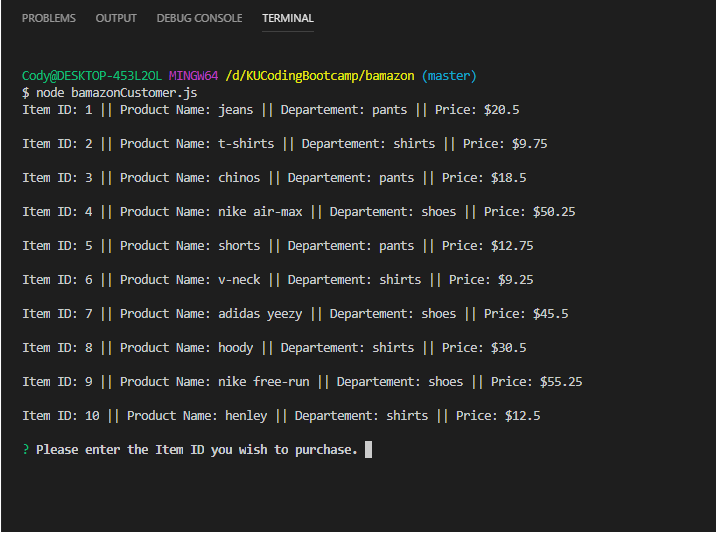 PROBLEMS OUTPUT DEBUG CONSOLE TERMINAL
Cody@DESKTOP-453L2OL MINGW64 /d/KUCodingBootcamp/bamazon (master)
$ node bamazonCustomer.js
Item ID: 1 || Product Name: jeans || Departement: pants || Price: $20.5
Item ID: 2 || Product Name: t-shirts || Departement: shirts || Price: $9.75
Item ID: 3 || Product Name: chinos || Departement: pants || Price: $18.5
Item ID: 4 || Product Name: nike air-max || Departement: shoes || Price: $50.25
Item ID: 5 || Product Name: shorts || Departement: pants || Price: $12.75
Item ID: 6 || Product Name: v-neck || Departement: shirts || Price: $9.25
Item ID: 7 || Product Name: adidas yeezy || Departement: shoes || Price: $45.5
Item ID: 8 || Product Name: hoody || Departement: shirts || Price: $30.5
Item ID: 9 || Product Name: nike free-run || Departement: shoes || Price: $55.25
Item ID: 10 || Product Name: henley || Departement: shirts || Price: $12.5
? Please enter the Item ID you wish to purchase.